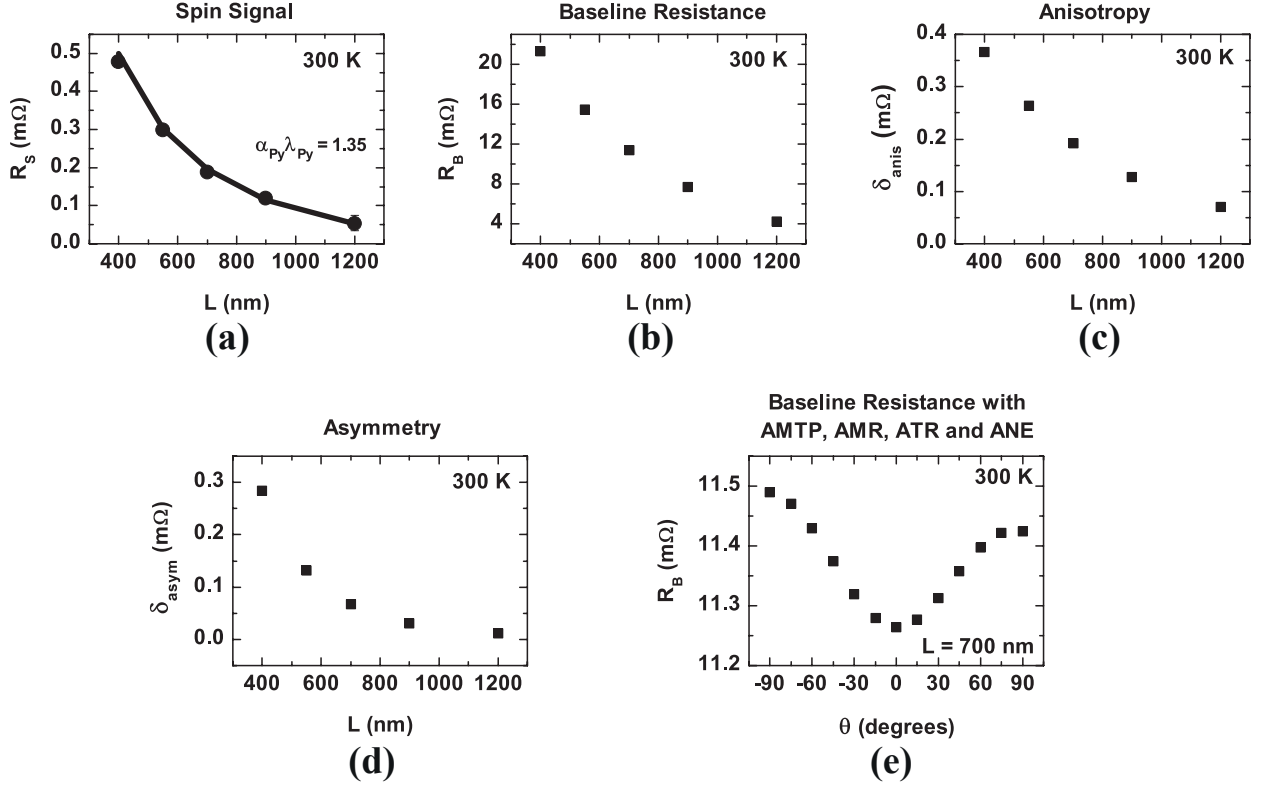 Spin Signal
0.5
0.4
0.3
0.2
0.1
0.0
R_S (mΩ)
300 K
α_Py λ_Py = 1.35
400 600 800 1000 1200
L (nm)
(a)
Baseline Resistance
20
16
12
8
4
R_B (mΩ)
300 K
400 600 800 1000 1200
L (nm)
(b)
Anisotropy
0.4
0.3
0.2
0.1
0.0
δ_anis (mΩ)
300 K
400 600 800 1000 1200
L (nm)
(c)
Asymmetry
0.3
0.2
0.1
0.0
δ_asym (mΩ)
300 K
400 600 800 1000 1200
L (nm)
(d)
Baseline Resistance with
AMTP, AMR, ATR and ANE
11.5
11.4
11.3
11.2
R_B (mΩ)
300 K
L = 700 nm
-90 -60 -30 0 30 60 90
θ (degrees)
(e)